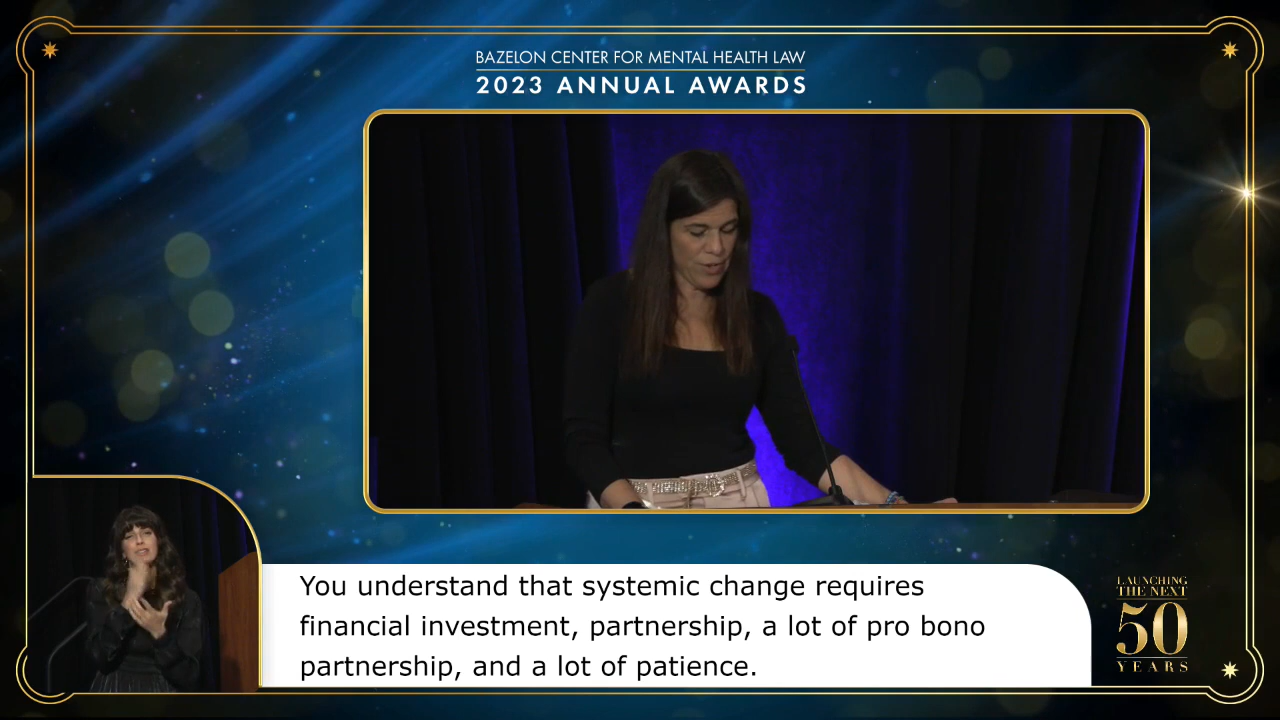 BAZELON CENTER FOR MENTAL HEALTH LAW
2023 ANNUAL AWARDS
You understand that systemic change requires
financial investment, partnership, a lot of pro bono
partnership, and a lot of patience.
LAUNCHING
THE NEXT
50
YEARS